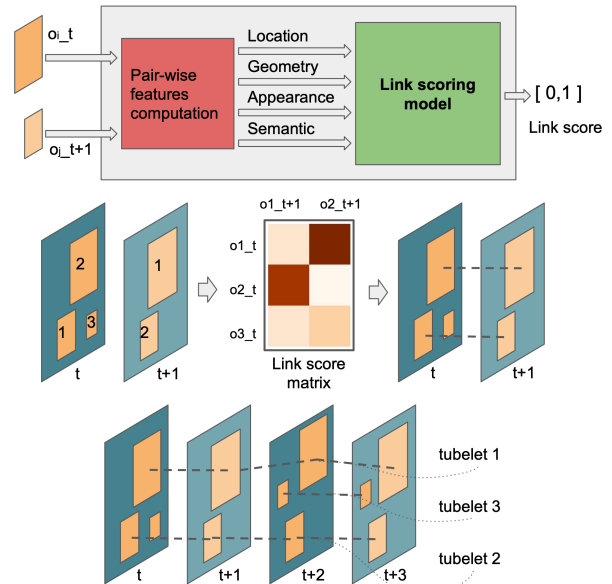 oi_t
Pair-wise
features
computation
oj_t+1
Location
Geometry
Appearance
Semantic
Link scoring
model
[ 0,1 ]
Link score
2
1
3
t
1
2
t+1
o1_t+1 o2_t+1
o1_t
o2_t
o3_t
Link score
matrix
t
t+1
tubelet 1
tubelet 3
tubelet 2
t
t+1
t+2
t+3